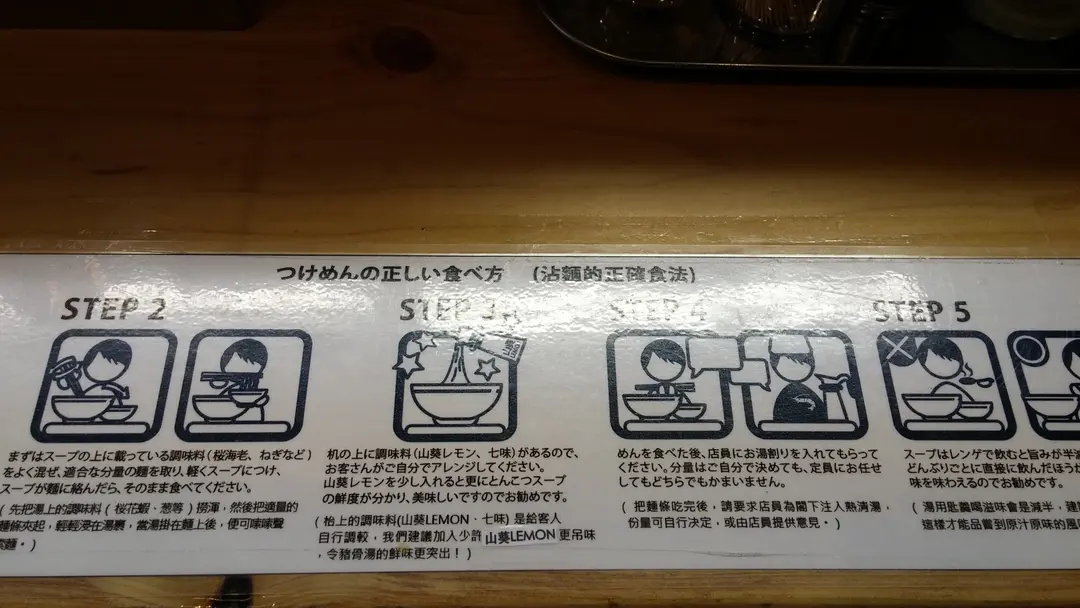 つけめんの正しい食べ方 (沾麵的正確食法)
STEP 2
まずはスープの上に載っている調味料(桜海老、ねぎなど)
をよく混ぜ、適合な分量の麺を取り、軽くスープにつけ、
スープが麺に絡んだら、そのまま食べてください。
(先把湯上的調味料(桜花蝦、葱等)撈渾,然後把適量的
麵條夾起,輕輕浸在湯裏,當湯掛在麵上後,便可嗦嗦聲
麵。)
STEP 3
机の上に調味料(山葵レモン、七味)があるので、
お客さんがご自分でアレンジしてください。
山葵レモンを少し入れると更にとんこつスープ
の鮮度が分かり、美味しいですのでお勧めです。
(枱上的調味料(山葵LEMON、七味)是給客人
自行調較,我們建議加入少許山葵LEMON更吊味
,令豬骨湯的鮮味更突出!)
STEP 4
めんを食べた後、店員にお湯割りを入れてもらって
ください。分量はご自分で決めても、定員にお任せ
してもどちらでもかまいません。
(把麵條吃完後,請要求店員為閣下注入熱清湯,
份量可自行決定,或由店員提供意見。)
STEP 5
スープはレンゲで飲むと旨みが半減
どんぶりごとに直接に飲んだほうが
味を味わえるのでお勧めです。
(湯用匙羹喝滋味會是減半,建
這樣才能品嘗到原汁原味的風